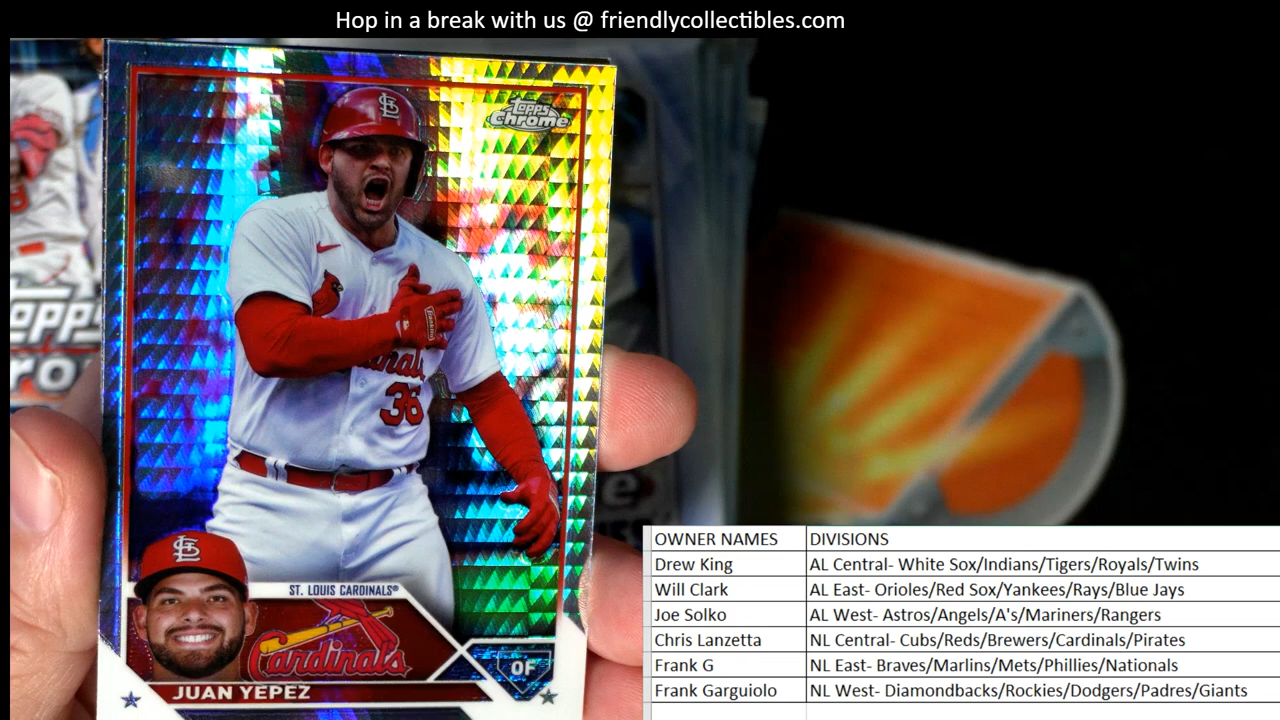 Hop in a break with us @ friendlycollectibles.com
Topps
Chrome
Cardinals
36
ST. LOUIS CARDINALS®
Cardinals
OF
JUAN YEPEZ
OWNER NAMES DIVISIONS
Drew King AL Central- White Sox/Indians/Tigers/Royals/Twins
Will Clark AL East- Orioles/Red Sox/Yankees/Rays/Blue Jays
Joe Solko AL West- Astros/Angels/A's/Mariners/Rangers
Chris Lanzetta NL Central- Cubs/Reds/Brewers/Cardinals/Pirates
Frank G NL East- Braves/Marlins/Mets/Phillies/Nationals
Frank Garguiolo NL West- Diamondbacks/Rockies/Dodgers/Padres/Giants